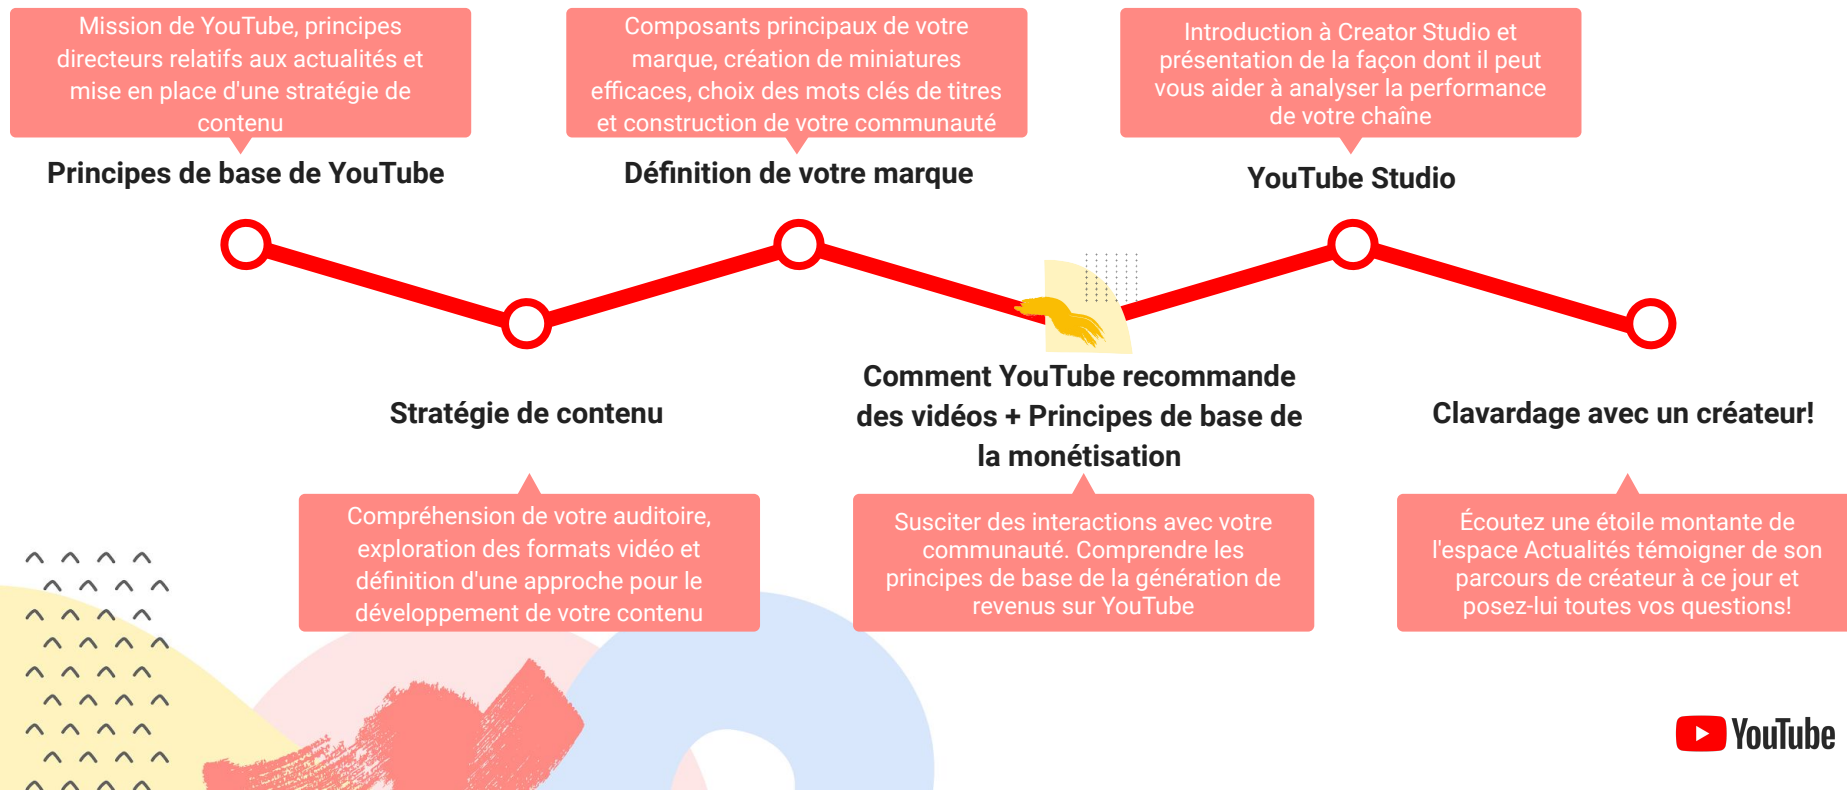 Mission de YouTube, principes
directeurs relatifs aux actualités et
mise en place d'une stratégie de
contenu
Principes de base de YouTube
Composants principaux de votre
marque, création de miniatures
efficaces, choix des mots clés de titres
et construction de votre communauté
Définition de votre marque
Introduction à Creator Studio et
présentation de la façon dont il peut
vous aider à analyser la performance
de votre chaîne
YouTube Studio
Stratégie de contenu
Compréhension de votre auditoire,
exploration des formats vidéo et
définition d'une approche pour le
développement de votre contenu
Comment YouTube recommande
des vidéos + Principes de base de
la monétisation
Susciter des interactions avec votre
communauté. Comprendre les
principes de base de la génération de
revenus sur YouTube
Clavardage avec un créateur!
Écoutez une étoile montante de
l'espace Actualités témoigner de son
parcours de créateur à ce jour et
posez-lui toutes vos questions!
YouTube